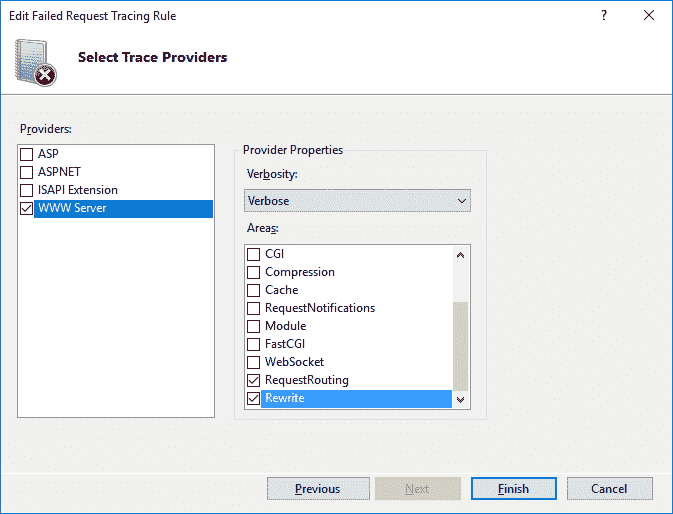 Edit Failed Request Tracing Rule
Select Trace Providers
Providers:
ASP
ASPNET
ISAPI Extension
WWW Server
Provider Properties
Verbosity:
Verbose
Areas:
CGI
Compression
Cache
RequestNotifications
Module
FastCGI
WebSocket
RequestRouting
Rewrite
Previous Next Finish Cancel